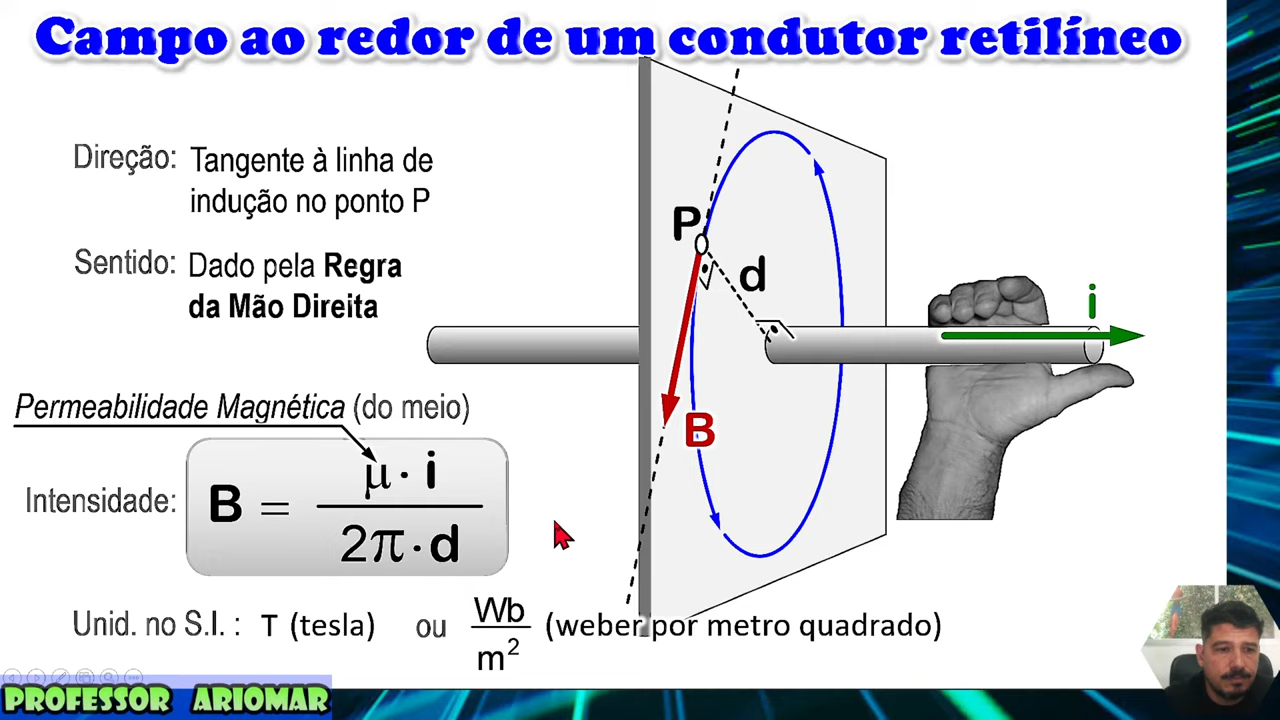 Campo ao redor de um condutor retilíneo
Direção: Tangente à linha de
indução no ponto P
Sentido: Dado pela Regra
da Mão Direita
P
d
i
B
Permeabilidade Magnética (do meio)
Intensidade: B = μ · i / 2π · d
Unid. no S.I. : T (tesla) ou Wb / m² (weber por metro quadrado)
PROFESSOR ARIOMAR